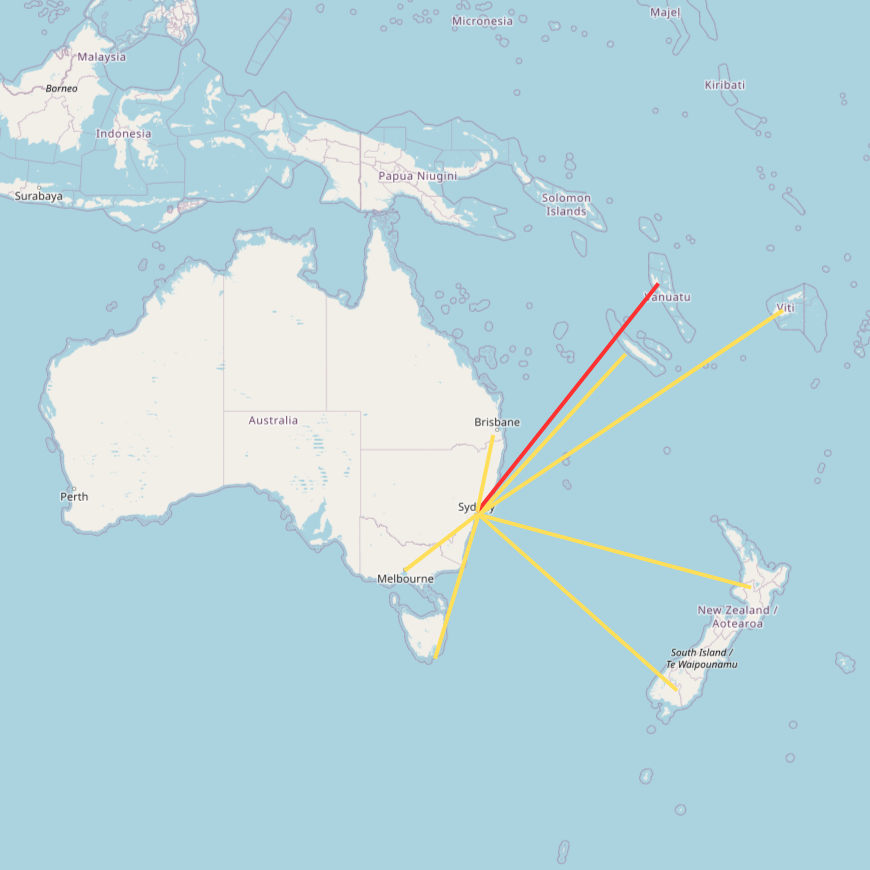 Micronesia
Majel
Malaysia
Borneo
Kiribati
Indonesia
Papua Niugini
Surabaya
Solomon
Islands
Vanuatu
Viti
Australia
Brisbane
Perth
Sydney
Melbourne
New Zealand /
Aotearoa
South Island /
Te Waipounamu